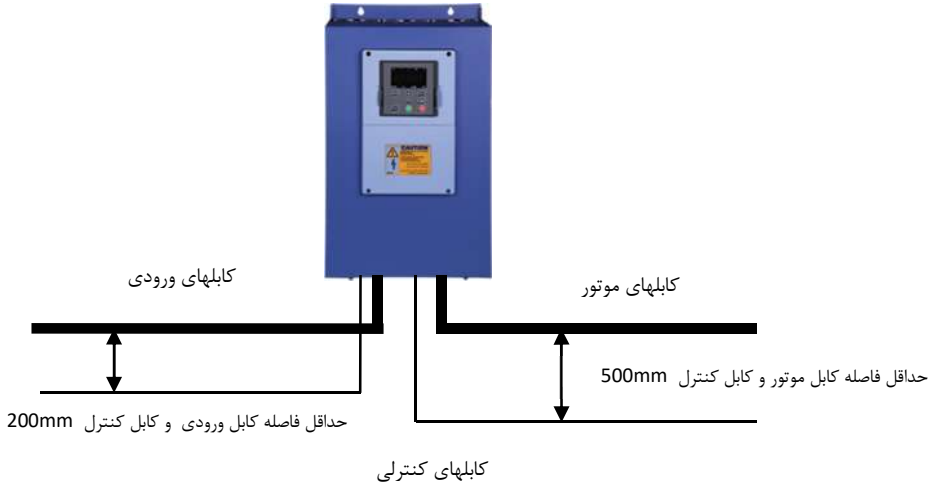 CAUTION
کابلهای ورودی
کابلهای موتور
حداقل فاصله کابل موتور و کابل کنترل 500mm
حداقل فاصله کابل ورودی و کابل کنترل 200mm
کابلهای کنترلی